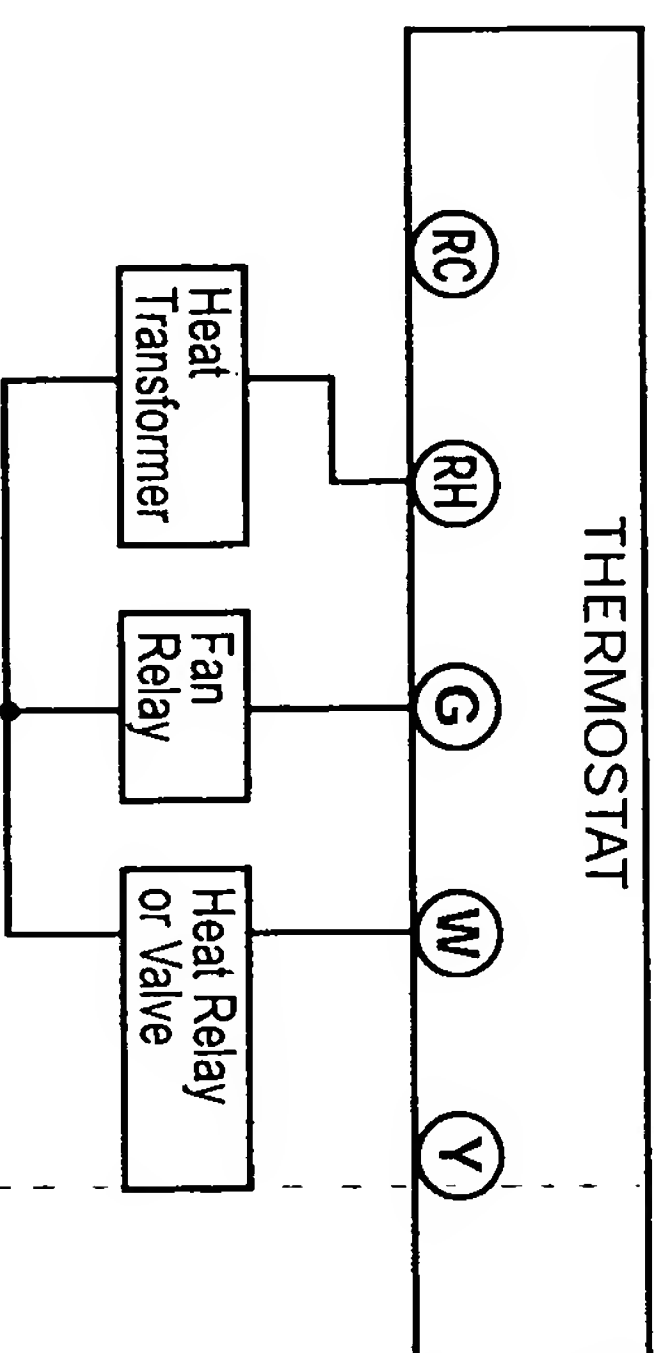 THERMOSTAT
RC
RH
G
W
Y
Heat
Transformer
Fan
Relay
Heat Relay
or Valve